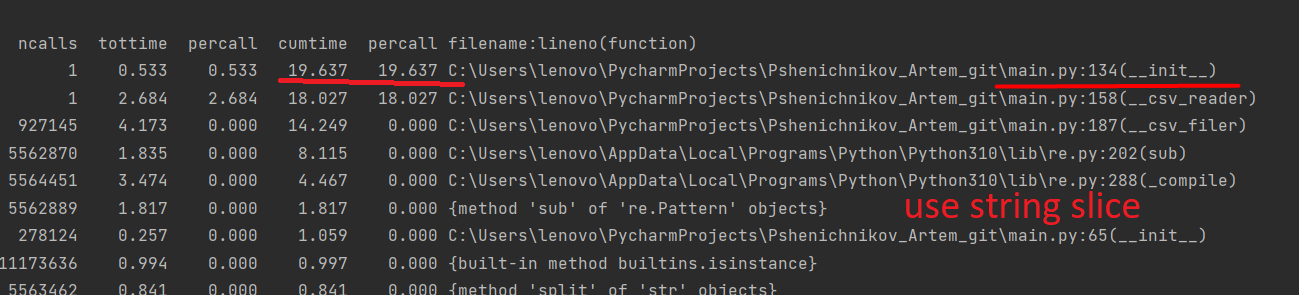 ncalls tottime percall cumtime percall filename:lineno(function)
1 0.533 0.533 19.637 19.637 C:\Users\lenovo\PycharmProjects\Pshenichnikov_Artem_git\main.py:134(__init__)
1 2.684 2.684 18.027 18.027 C:\Users\lenovo\PycharmProjects\Pshenichnikov_Artem_git\main.py:158(__csv_reader)
927145 4.173 0.000 14.249 0.000 C:\Users\lenovo\PycharmProjects\Pshenichnikov_Artem_git\main.py:187(__csv_filer)
5562870 1.835 0.000 8.115 0.000 C:\Users\lenovo\AppData\Local\Programs\Python\Python310\lib\re.py:202(sub)
5564451 3.474 0.000 4.467 0.000 C:\Users\lenovo\AppData\Local\Programs\Python\Python310\lib\re.py:288(_compile)
5562889 1.817 0.000 1.817 0.000 {method 'sub' of 're.Pattern' objects}
use string slice
278124 0.257 0.000 1.059 0.000 C:\Users\lenovo\PycharmProjects\Pshenichnikov_Artem_git\main.py:65(__init__)
11173636 0.994 0.000 0.997 0.000 {built-in method builtins.isinstance}
5563462 0.841 0.000 0.841 0.000 {method 'split' of 'str' objects}